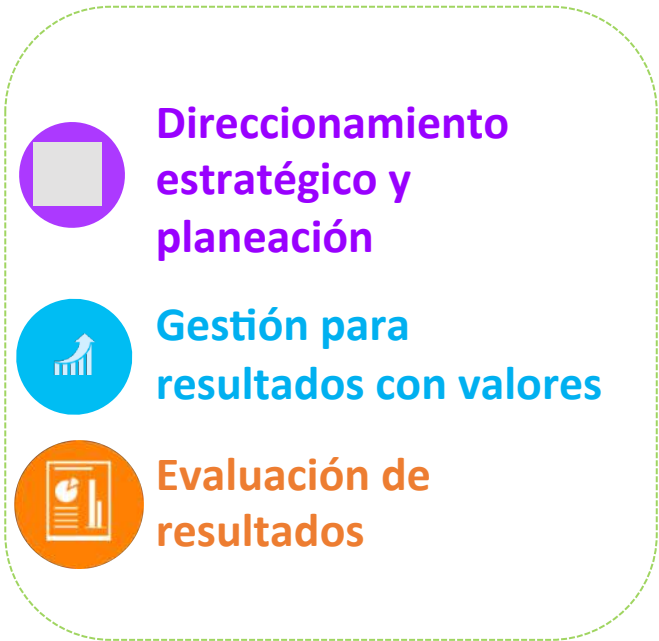 Direccionamiento
estratégico y
planeación
Gestión para
resultados con valores
Evaluación de
resultados